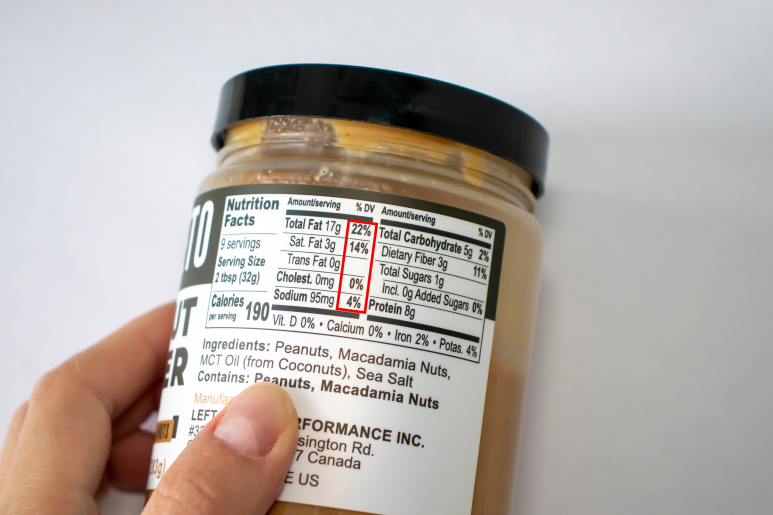 TO
UT
ER
NUTS
Nutrition
Facts
9 servings
Serving Size
2 tbsp (32g)
Calories
per serving 190
Amount/serving % DV
Total Fat 17g 22%
Sat. Fat 3g 14%
Trans Fat 0g
Cholest. 0mg 0%
Sodium 95mg 4%
Amount/serving % DV
Total Carbohydrate 5g 2%
Dietary Fiber 3g 11%
Total Sugars 1g
Incl. 0g Added Sugars 0%
Protein 8g
Vit. D 0% • Calcium 0% • Iron 2% • Potas. 4%
Ingredients: Peanuts, Macadamia Nuts,
MCT Oil (from Coconuts), Sea Salt
Contains: Peanuts, Macadamia Nuts
Manufac
LEFT RFORMANCE INC.
sington Rd.
7 Canada
E US